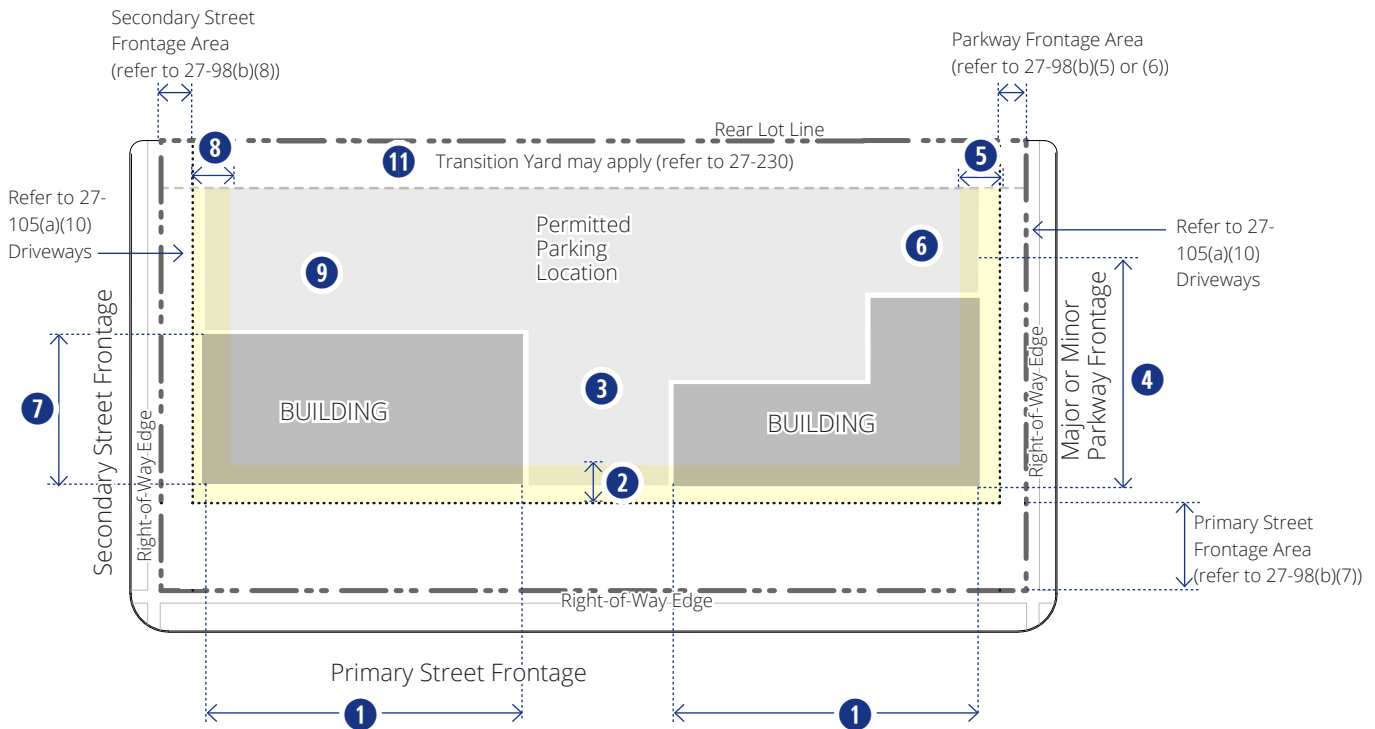 Secondary Street
Frontage Area
(refer to 27-98(b)(8))
Parkway Frontage Area
(refer to 27-98(b)(5) or (6))
Rear Lot Line
8
11
Transition Yard may apply (refer to 27-230)
5
Refer to 27-
105(a)(10)
Driveways
Permitted
Parking
Location
6
Refer to 27-
105(a)(10)
Driveways
9
Secondary Street Frontage
Right-of-Way Edge
Right-of-Way Edge
Major or Minor
Parkway Frontage
4
7
3
BUILDING
BUILDING
2
Primary Street
Frontage Area
(refer to 27-98(b)(7))
Right-of-Way Edge
Primary Street Frontage
1
1